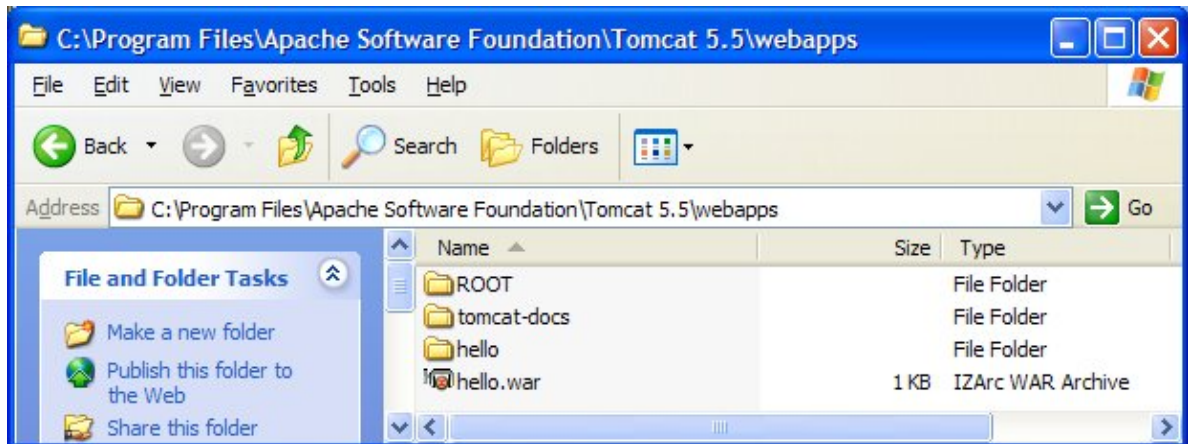 C:\Program Files\Apache Software Foundation\Tomcat 5.5\webapps
File Edit View Favorites Tools Help
Back Search Folders
Address C:\Program Files\Apache Software Foundation\Tomcat 5.5\webapps Go
File and Folder Tasks
Make a new folder
Publish this folder to
the Web
Share this folder
Name Size Type
ROOT File Folder
tomcat-docs File Folder
hello File Folder
hello.war 1 KB IZArc WAR Archive